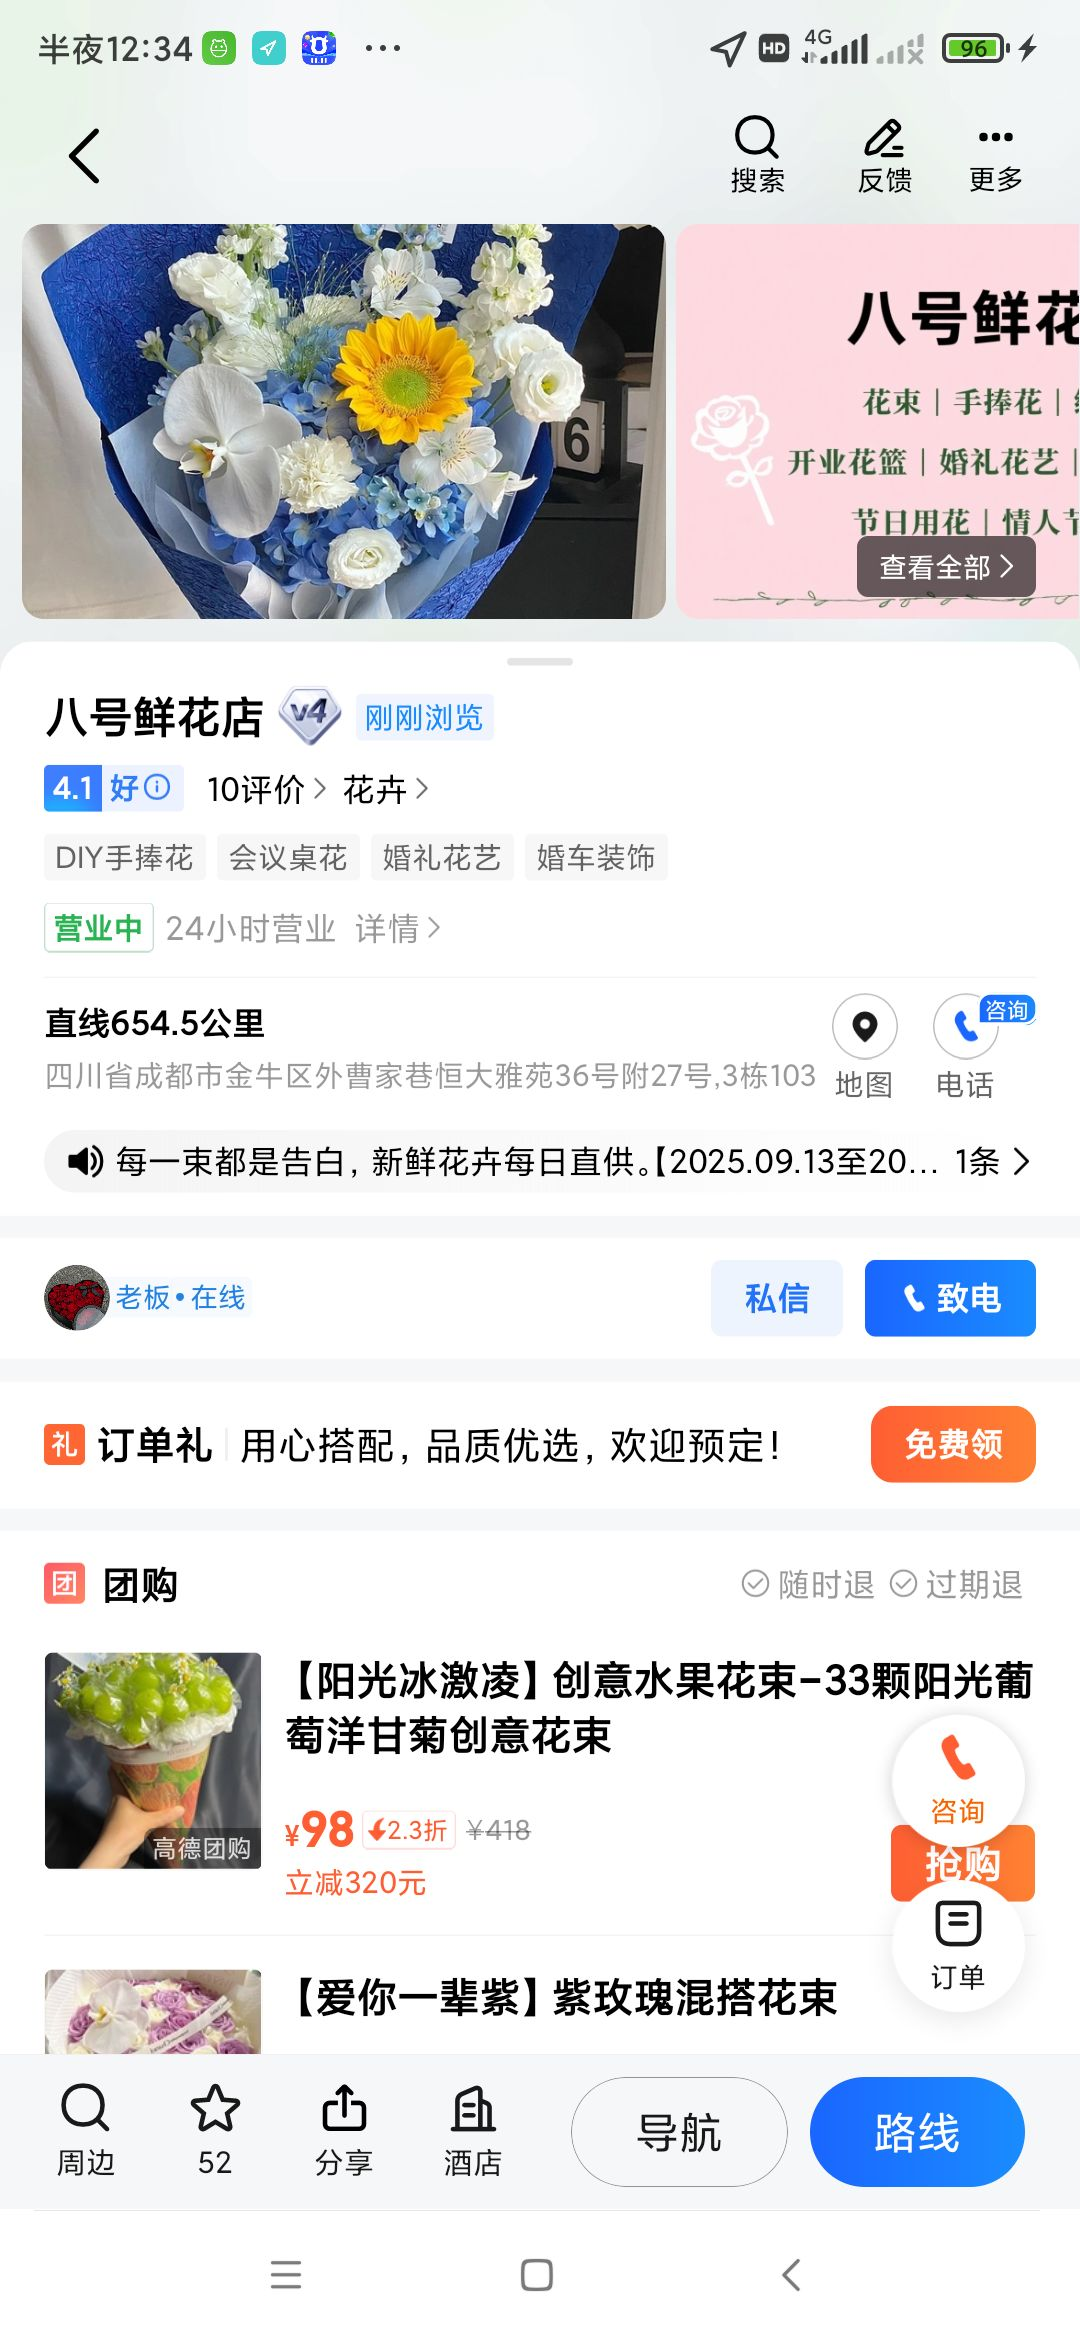 半夜12:34
HD
4G
96
搜索
反馈
更多
6
八号鲜花
花束 | 手捧花 |
开业花篮 | 婚礼花艺 |
节日用花 | 情人节
查看全部
八号鲜花店
v4
刚刚浏览
4.1 好
10评价
花卉
DIY手捧花
会议桌花
婚礼花艺
婚车装饰
营业中
24小时营业
详情
直线654.5公里
四川省成都市金牛区外曹家巷恒大雅苑36号附27号,3栋103
地图
咨询
电话
每一束都是告白，新鲜花卉每日直供。【2025.09.13至20... 1条
老板•在线
私信
致电
礼
订单礼
用心搭配，品质优选，欢迎预定！
免费领
团
团购
随时退
过期退
【阳光冰激凌】创意水果花束-33颗阳光葡
萄洋甘菊创意花束
高德团购
¥98
2.3折
¥418
立减320元
咨询
抢购
订单
【爱你一辈紫】紫玫瑰混搭花束
周边
52
分享
酒店
导航
路线